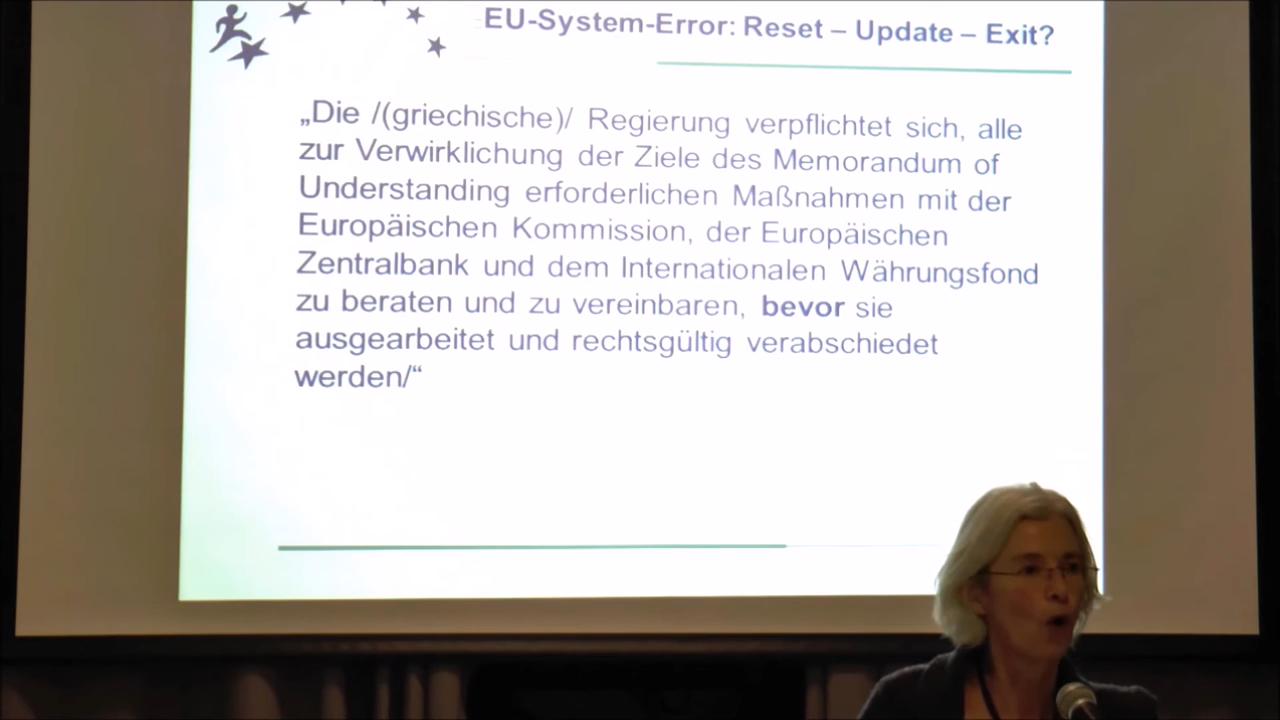 EU-System-Error: Reset – Update – Exit?
„Die /(griechische)/ Regierung verpflichtet sich, alle
zur Verwirklichung der Ziele des Memorandum of
Understanding erforderlichen Maßnahmen mit der
Europäischen Kommission, der Europäischen
Zentralbank und dem Internationalen Währungsfond
zu beraten und zu vereinbaren, bevor sie
ausgearbeitet und rechtsgültig verabschiedet
werden/“